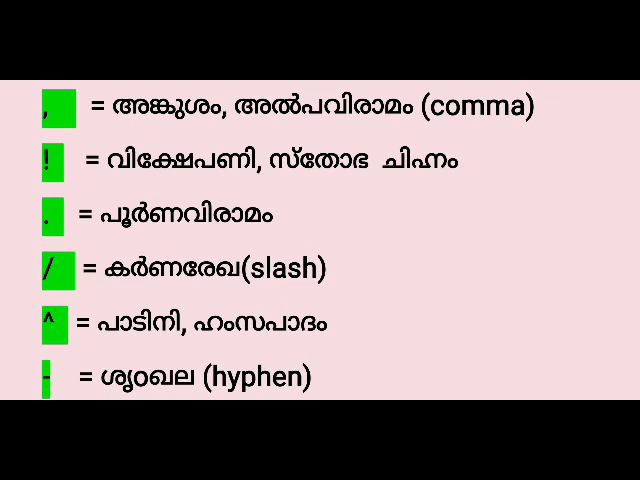 , = അങ്കുശം, അൽപവിരാമം (comma)
! = വിക്ഷേപണി, സ്തോഭ ചിഹ്നം
. = പൂർണവിരാമം
/ = കർണരേഖ(slash)
^ = പാടിനി, ഹംസപാദം
- = ശൃംഖല (hyphen)